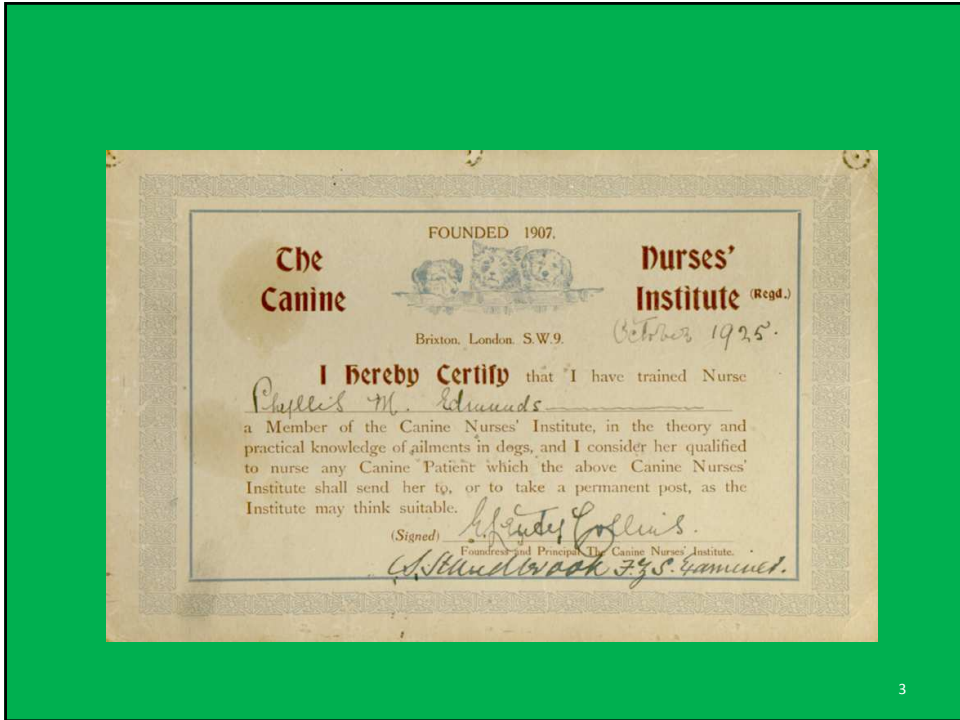 FOUNDED 1907.
The Canine Nurses' Institute (Regd.)
Brixton, London. S.W.9.
October 1925.
I Hereby Certify that I have trained Nurse
Phyllis M. Edmunds
a Member of the Canine Nurses' Institute, in the theory and
practical knowledge of ailments in dogs, and I consider her qualified
to nurse any Canine Patient which the above Canine Nurses'
Institute shall send her to, or to take a permanent post, as the
Institute may think suitable.
(Signed) Collins.
Foundress and Principal The Canine Nurses' Institute.
Standbrook F.Z.S. Examiner.
3